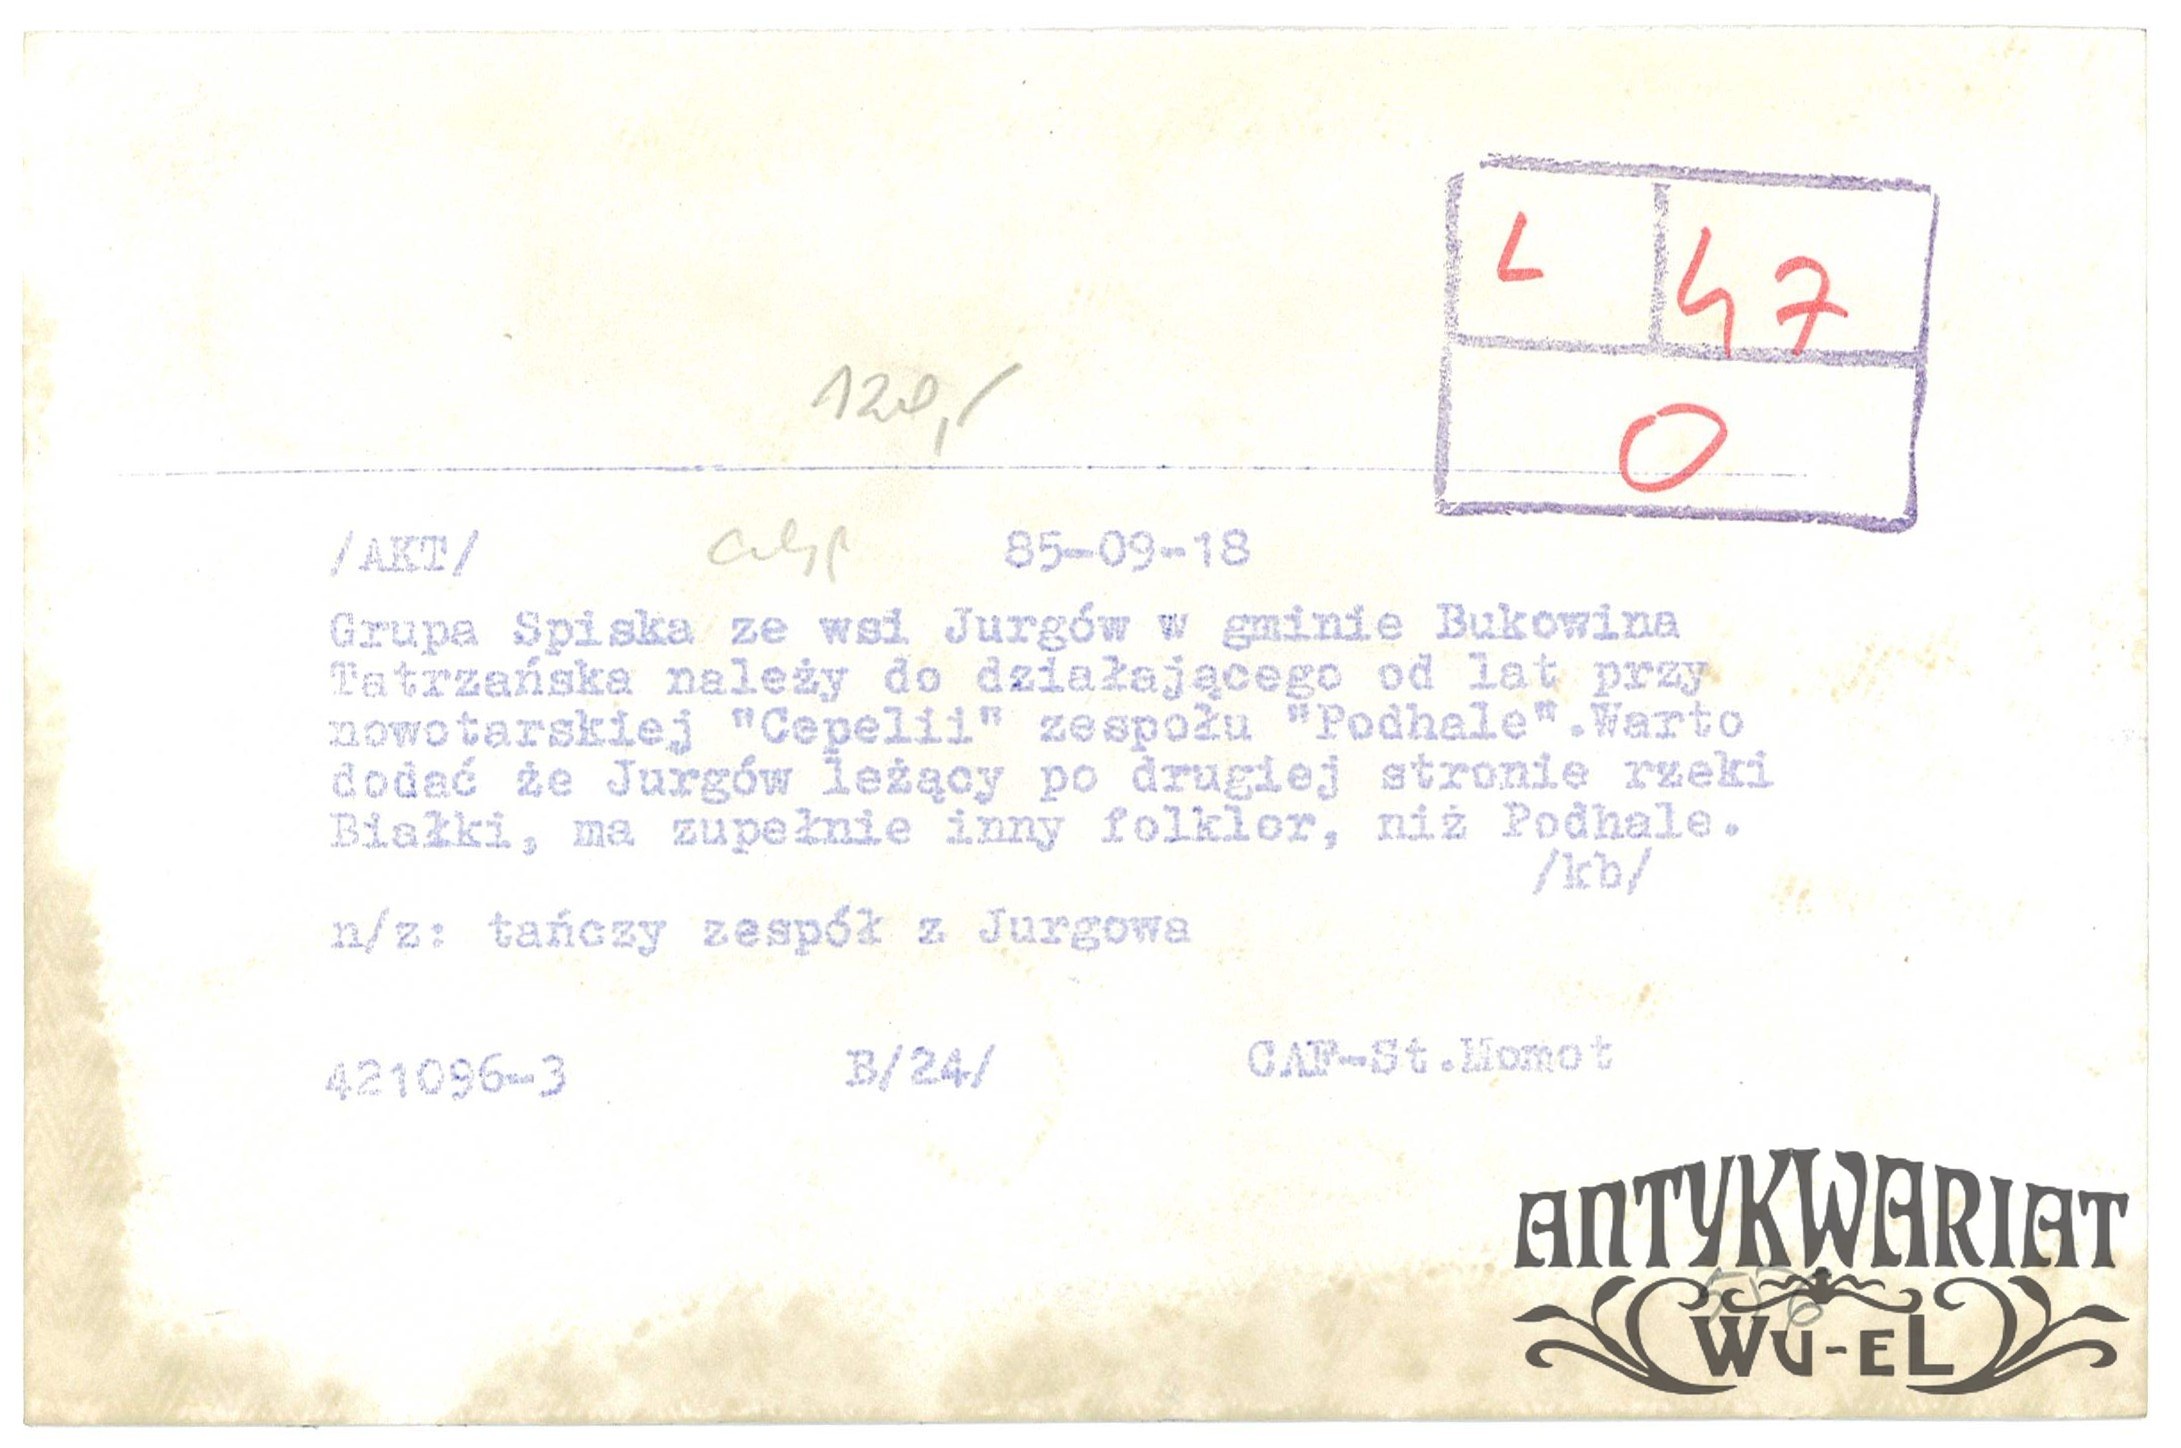 L 47
0
120,-
/AKT/ 85-09-18
Grupa Spiska ze wsi Jurgów w gminie Bukowina
Tatrzańska należy do działającego od lat przy
nowotarskiej "Cepelii" zespołu "Podhale".Warto
dodać że Jurgów leżący po drugiej stronie rzeki
Białki, ma zupełnie inny folklor, niż Podhale.
/kb/
n/z: tańczy zespół z Jurgowa
421096-3 B/24/ CAF-St.Momot
ANTYKWARIAT
WU-EL